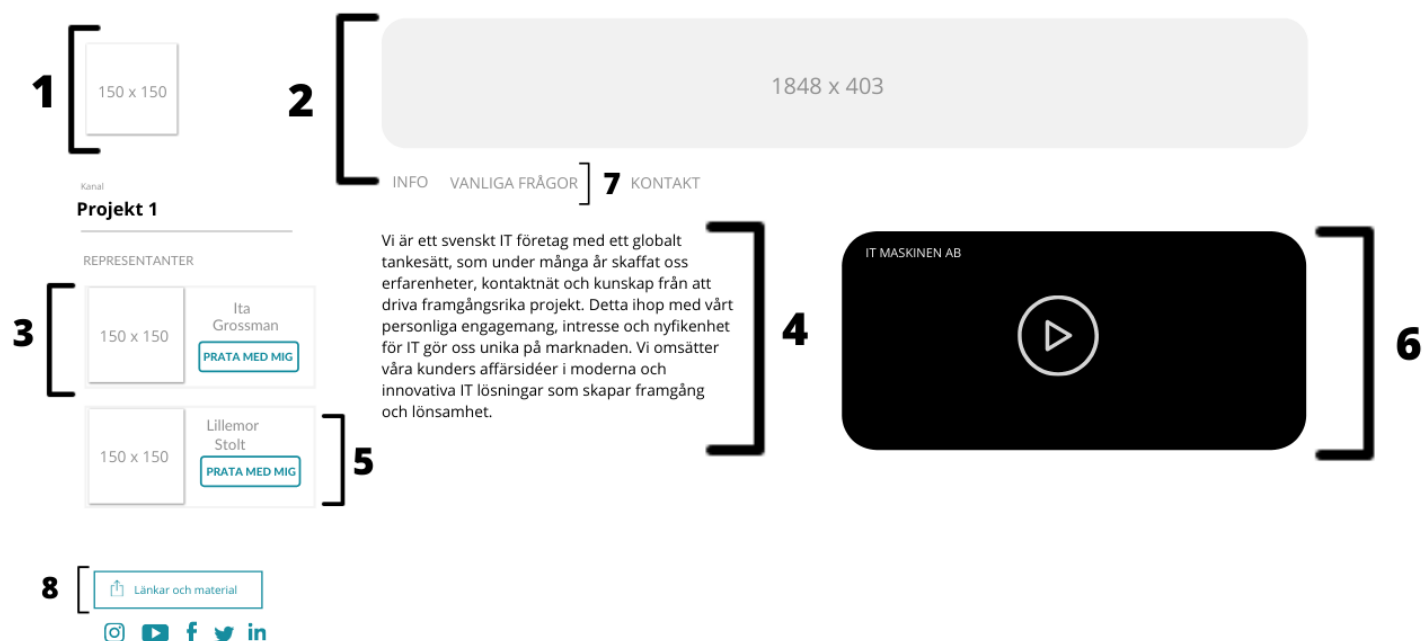 1
150 x 150
2
1848 x 403
INFO VANLIGA FRÅGOR 7 KONTAKT
Kanal
Projekt 1
REPRESENTANTER
3
150 x 150
Ita
Grossman
PRATA MED MIG
150 x 150
Lillemor
Stolt
PRATA MED MIG
5
Vi är ett svenskt IT företag med ett globalt
tankesätt, som under många år skaffat oss
erfarenheter, kontaktnät och kunskap från att
driva framgångsrika projekt. Detta ihop med vårt
personliga engagemang, intresse och nyfikenhet
för IT gör oss unika på marknaden. Vi omsätter
våra kunders affärsidéer i moderna och
innovativa IT lösningar som skapar framgång
och lönsamhet.
4
IT MASKINEN AB
6
8
Länkar och material